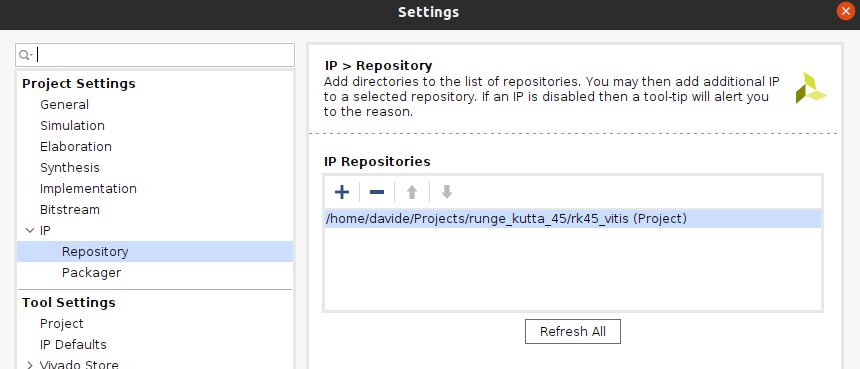 Settings
Project Settings
General
Simulation
Elaboration
Synthesis
Implementation
Bitstream
IP
Repository
Packager
Tool Settings
Project
IP Defaults
Vivado Store
IP > Repository
Add directories to the list of repositories. You may then add additional IP
to a selected repository. If an IP is disabled then a tool-tip will alert you
to the reason.
IP Repositories
/home/davide/Projects/runge_kutta_45/rk45_vitis (Project)
Refresh All